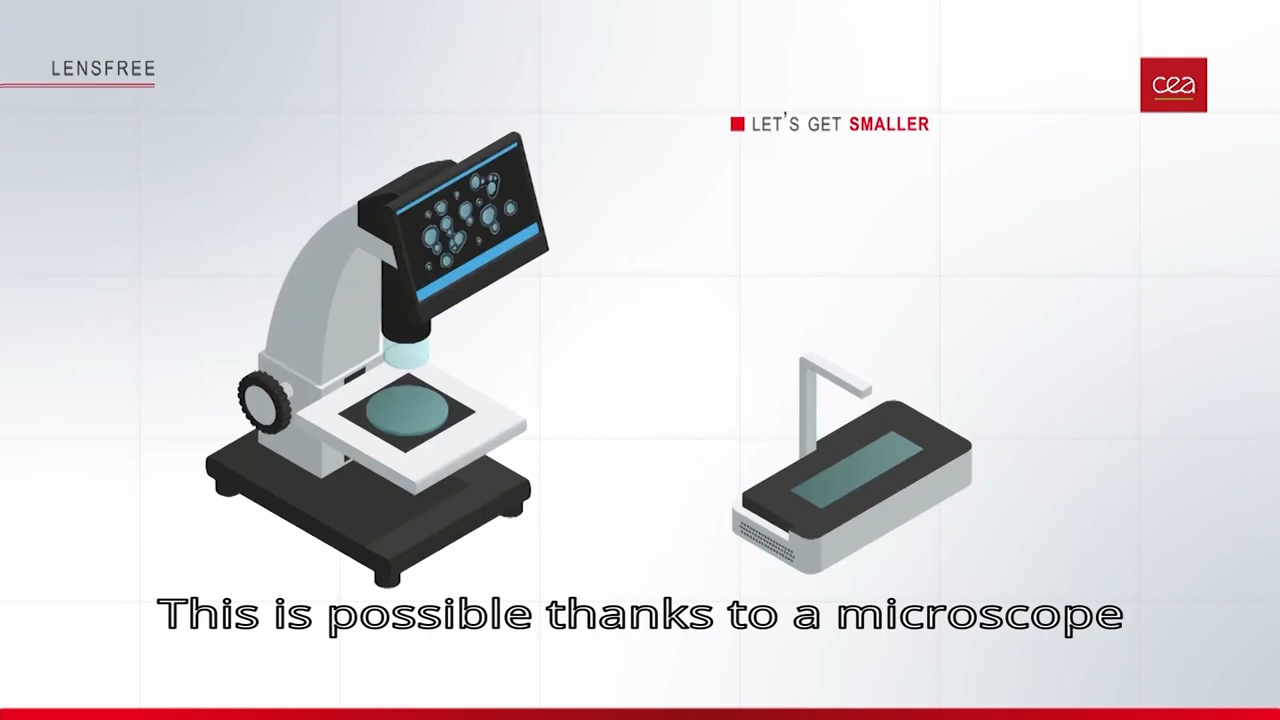 LENSFREE
cea
LET'S GET SMALLER
This is possible thanks to a microscope